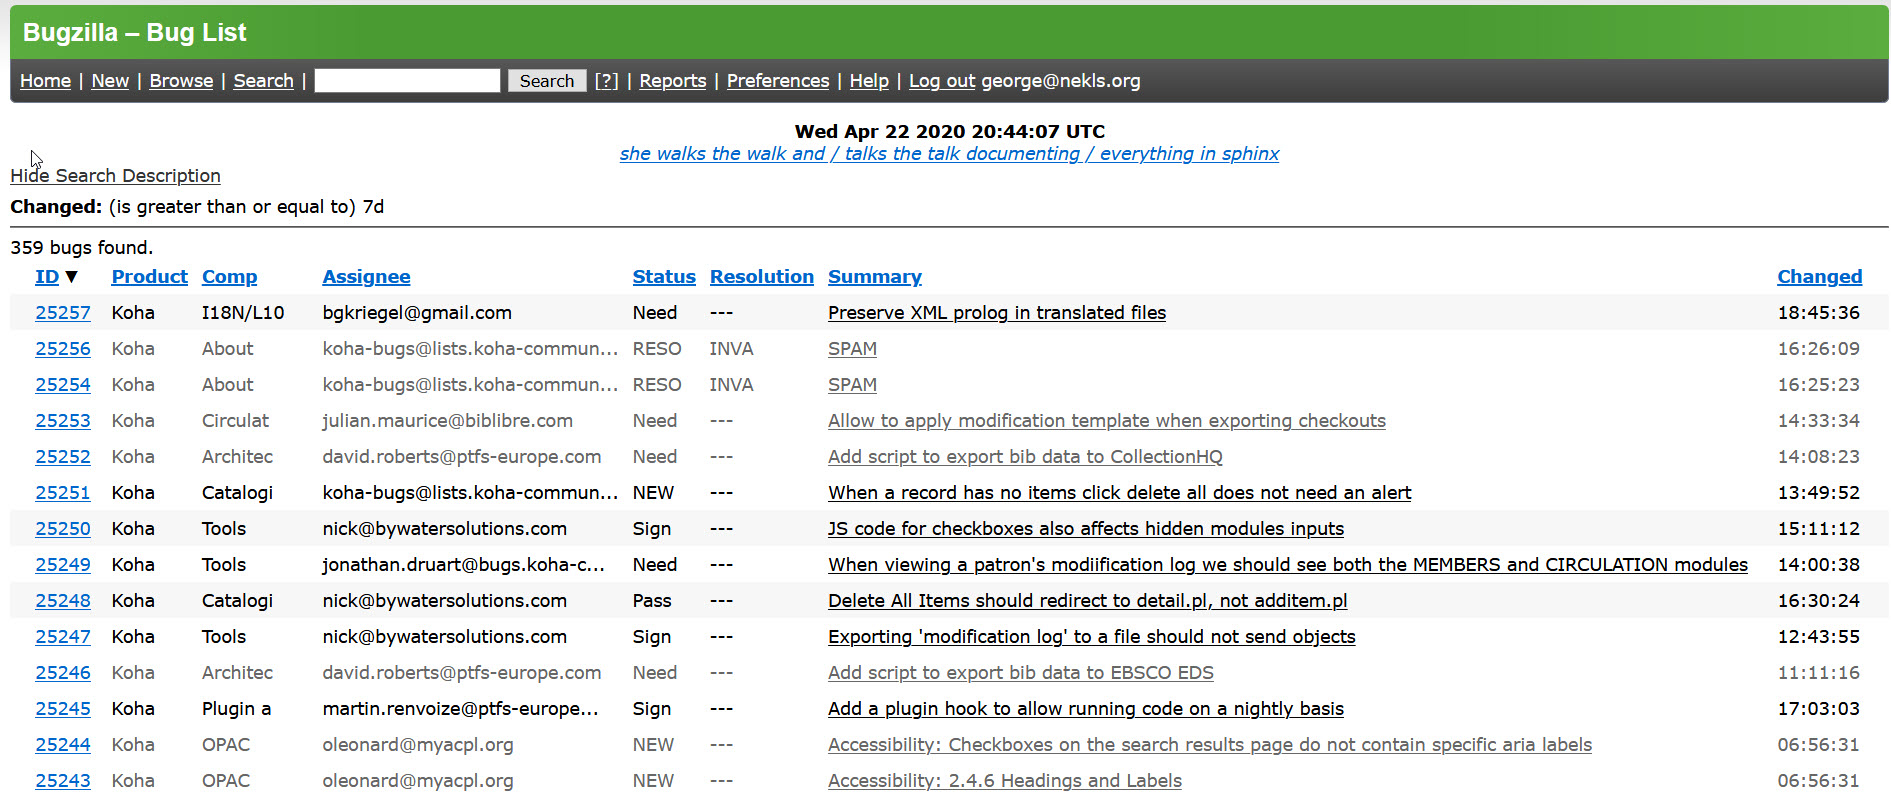 Bugzilla – Bug List
Home | New | Browse | Search | Search [?] | Reports | Preferences | Help | Log out george@nekls.org
Wed Apr 22 2020 20:44:07 UTC
she walks the walk and / talks the talk documenting / everything in sphinx
Hide Search Description
Changed: (is greater than or equal to) 7d
359 bugs found.
ID ▼ Product Comp Assignee Status Resolution Summary Changed
25257 Koha I18N/L10 bgkriegel@gmail.com Need --- Preserve XML prolog in translated files 18:45:36
25256 Koha About koha-bugs@lists.koha-commun... RESO INVA SPAM 16:26:09
25254 Koha About koha-bugs@lists.koha-commun... RESO INVA SPAM 16:25:23
25253 Koha Circulat julian.maurice@biblibre.com Need --- Allow to apply modification template when exporting checkouts 14:33:34
25252 Koha Architec david.roberts@ptfs-europe.com Need --- Add script to export bib data to CollectionHQ 14:08:23
25251 Koha Catalogi koha-bugs@lists.koha-commun... NEW --- When a record has no items click delete all does not need an alert 13:49:52
25250 Koha Tools nick@bywatersolutions.com Sign --- JS code for checkboxes also affects hidden modules inputs 15:11:12
25249 Koha Tools jonathan.druart@bugs.koha-c... Need --- When viewing a patron's modiification log we should see both the MEMBERS and CIRCULATION modules 14:00:38
25248 Koha Catalogi nick@bywatersolutions.com Pass --- Delete All Items should redirect to detail.pl, not additem.pl 16:30:24
25247 Koha Tools nick@bywatersolutions.com Sign --- Exporting 'modification log' to a file should not send objects 12:43:55
25246 Koha Architec david.roberts@ptfs-europe.com Need --- Add script to export bib data to EBSCO EDS 11:11:16
25245 Koha Plugin a martin.renvoize@ptfs-europe... Sign --- Add a plugin hook to allow running code on a nightly basis 17:03:03
25244 Koha OPAC oleonard@myacpl.org NEW --- Accessibility: Checkboxes on the search results page do not contain specific aria labels 06:56:31
25243 Koha OPAC oleonard@myacpl.org NEW --- Accessibility: 2.4.6 Headings and Labels 06:56:31